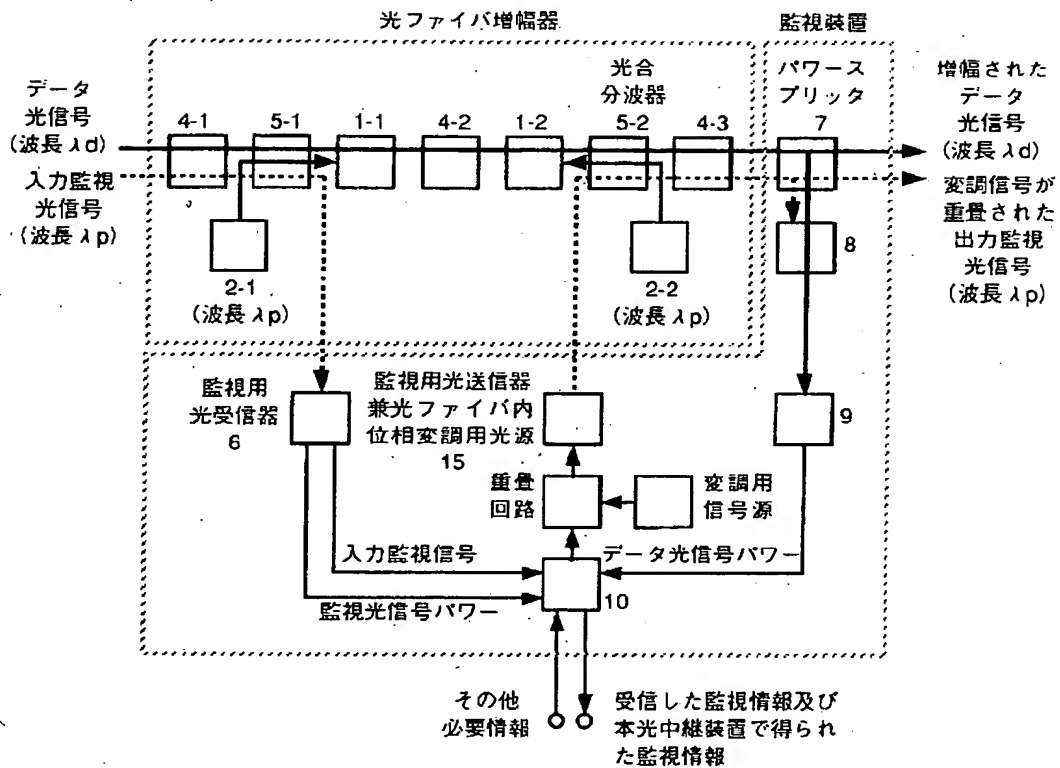 光ファイバ増幅器
監視装置
データ
光信号
(波長λd)
入力監視
光信号
(波長λp)
4-1
5-1
1-1
4-2
1-2
光合
分波器
5-2
4-3
パワース
プリッタ
7
増幅された
データ
光信号
(波長λd)
変調信号が
重畳された
出力監視
光信号
(波長λp)
2-1
(波長λp)
2-2
(波長λp)
8
監視用
光受信器
6
監視用光送信器
兼光ファイバ内
位相変調用光源
15
9
重畳
回路
変調用
信号源
入力監視信号
データ光信号パワー
監視光信号パワー
10
その他
必要情報
受信した監視情報及び
本光中継装置で得られ
た監視情報